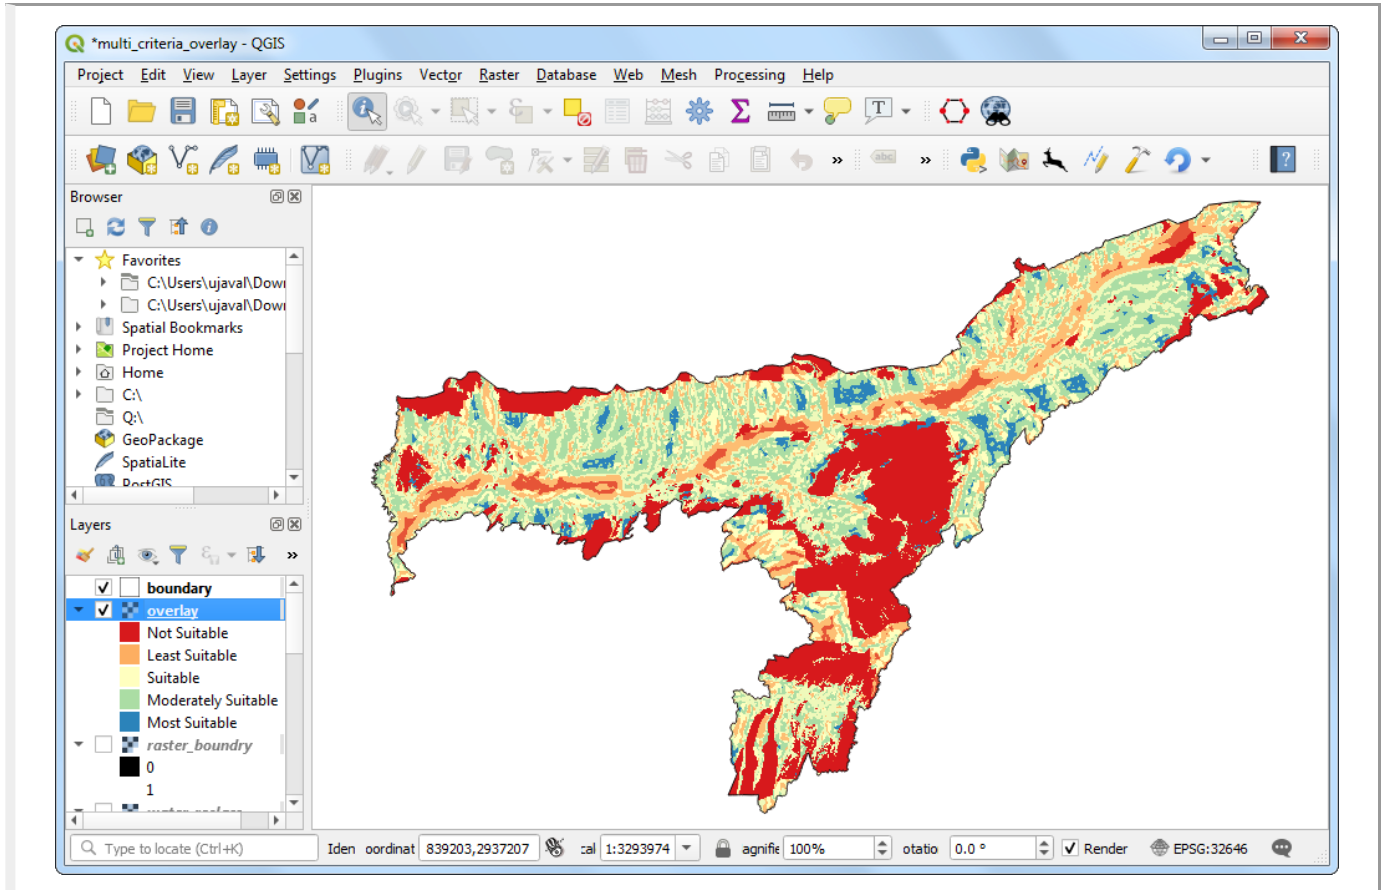 *multi_criteria_overlay - QGIS
Project Edit View Layer Settings Plugins Vector Raster Database Web Mesh Processing Help
a
T
abc
»
»
?
Browser
Favorites
C:\Users\ujaval\Dow
C:\Users\ujaval\Dow
Spatial Bookmarks
Project Home
Home
C:\
Q:\
GeoPackage
SpatiaLite
PostGIS
Layers
»
boundary
overlay
Not Suitable
Least Suitable
Suitable
Moderately Suitable
Most Suitable
raster_boundry
0
1
Type to locate (Ctrl+K) Iden oordinat 839203,2937207 :al 1:3293974 agnifie 100% otatio 0.0 ° Render EPSG:32646